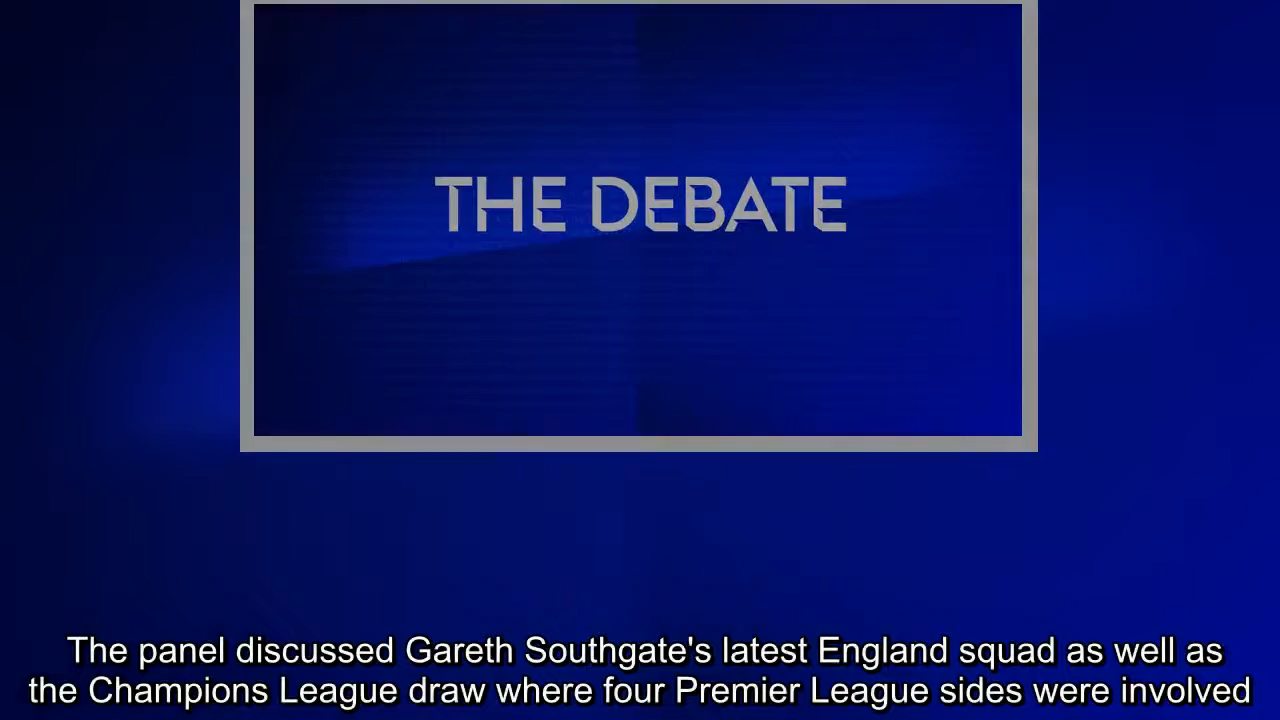 THE DEBATE
The panel discussed Gareth Southgate's latest England squad as well as
the Champions League draw where four Premier League sides were involved